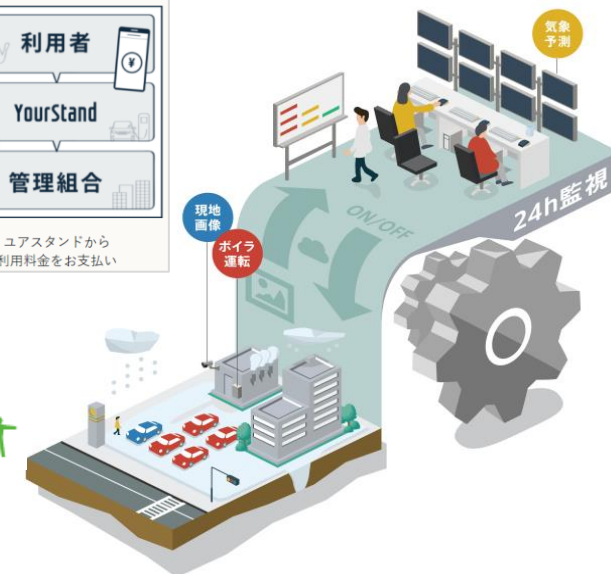 利用者
¥
YourStand
管理組合
ユアスタンドから
利用料金をお支払い
気象
予測
24h監視
ON/OFF
現地
画像
ボイラ
運転